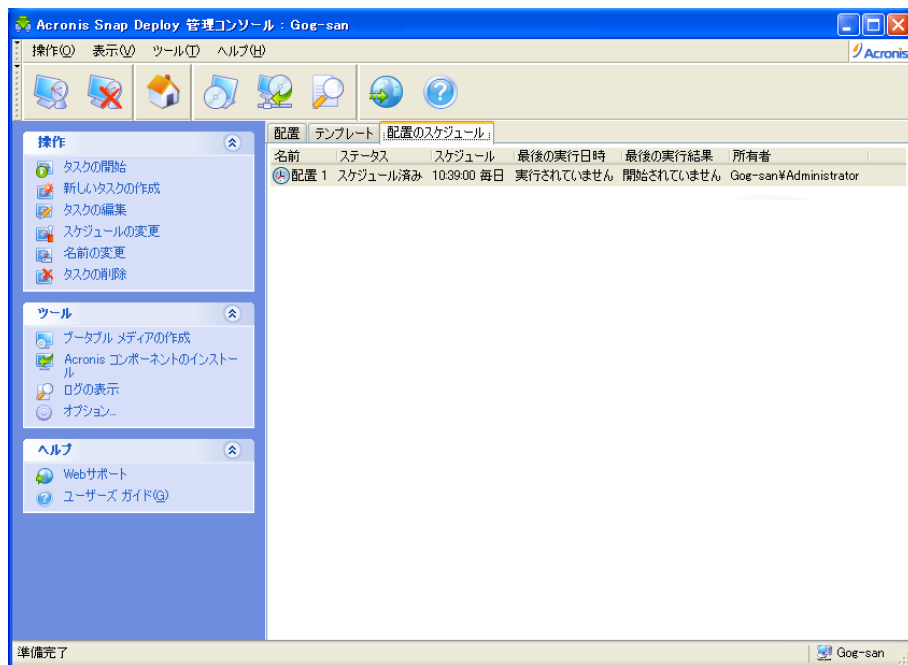 Acronis Snap Deploy 管理コンソール : Gog-san
操作(O) 表示(V) ツール(T) ヘルプ(H)
Acronis
操作
タスクの開始
新しいタスクの作成
タスクの編集
スケジュールの変更
名前の変更
タスクの削除
ツール
ブータブル メディアの作成
Acronis コンポーネントのインストー
ル
ログの表示
オプション...
ヘルプ
Webサポート
ユーザーズ ガイド(G)
配置 テンプレート 配置のスケジュール
名前 ステータス スケジュール 最後の実行日時 最後の実行結果 所有者
配置 1 スケジュール済み 10:39:00 毎日 実行されていません 開始されていません Gog-san¥Administrator
準備完了
Gog-san